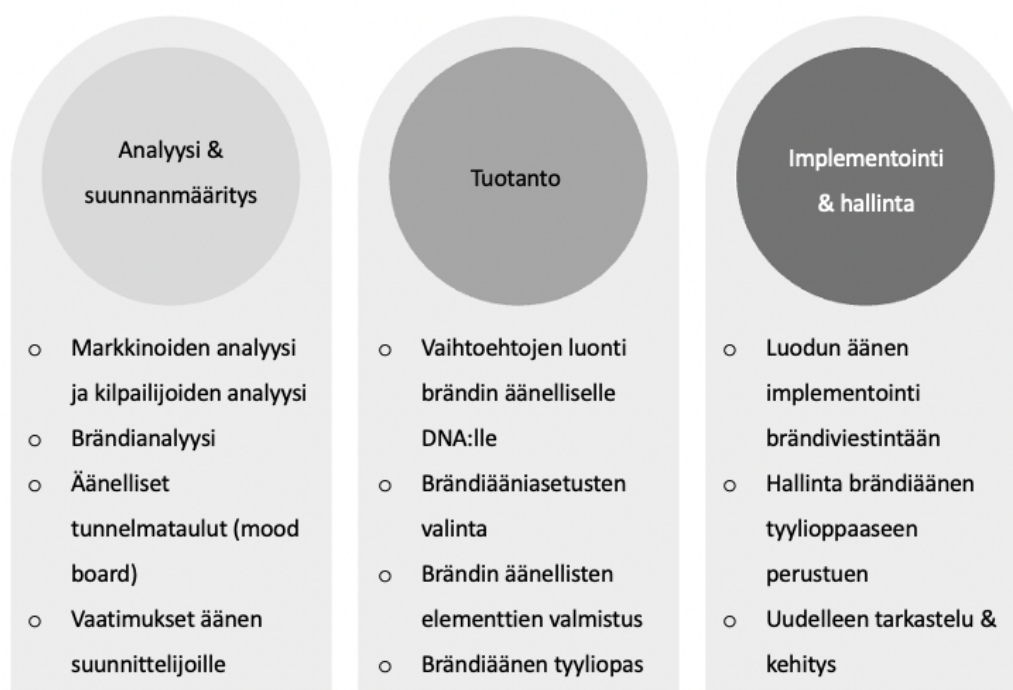 Analyysi &
suunnanmääritys
o Markkinoiden analyysi
ja kilpailijoiden analyysi
o Brändianalyysi
o Äänelliset
tunnelmataulut (mood
board)
o Vaatimukset äänen
suunnittelijoille
Tuotanto
o Vaihtoehtojen luonti
brändin äänelliselle
DNA:lle
o Brändiääniasetusten
valinta
o Brändin äänellisten
elementtien valmistus
o Brändiäänen tyyliopas
Implementointi
& hallinta
o Luodun äänen
implementointi
brändiviestintään
o Hallinta brändiäänen
tyylioppaaseen
perustuen
o Uudelleen tarkastelu &
kehitys